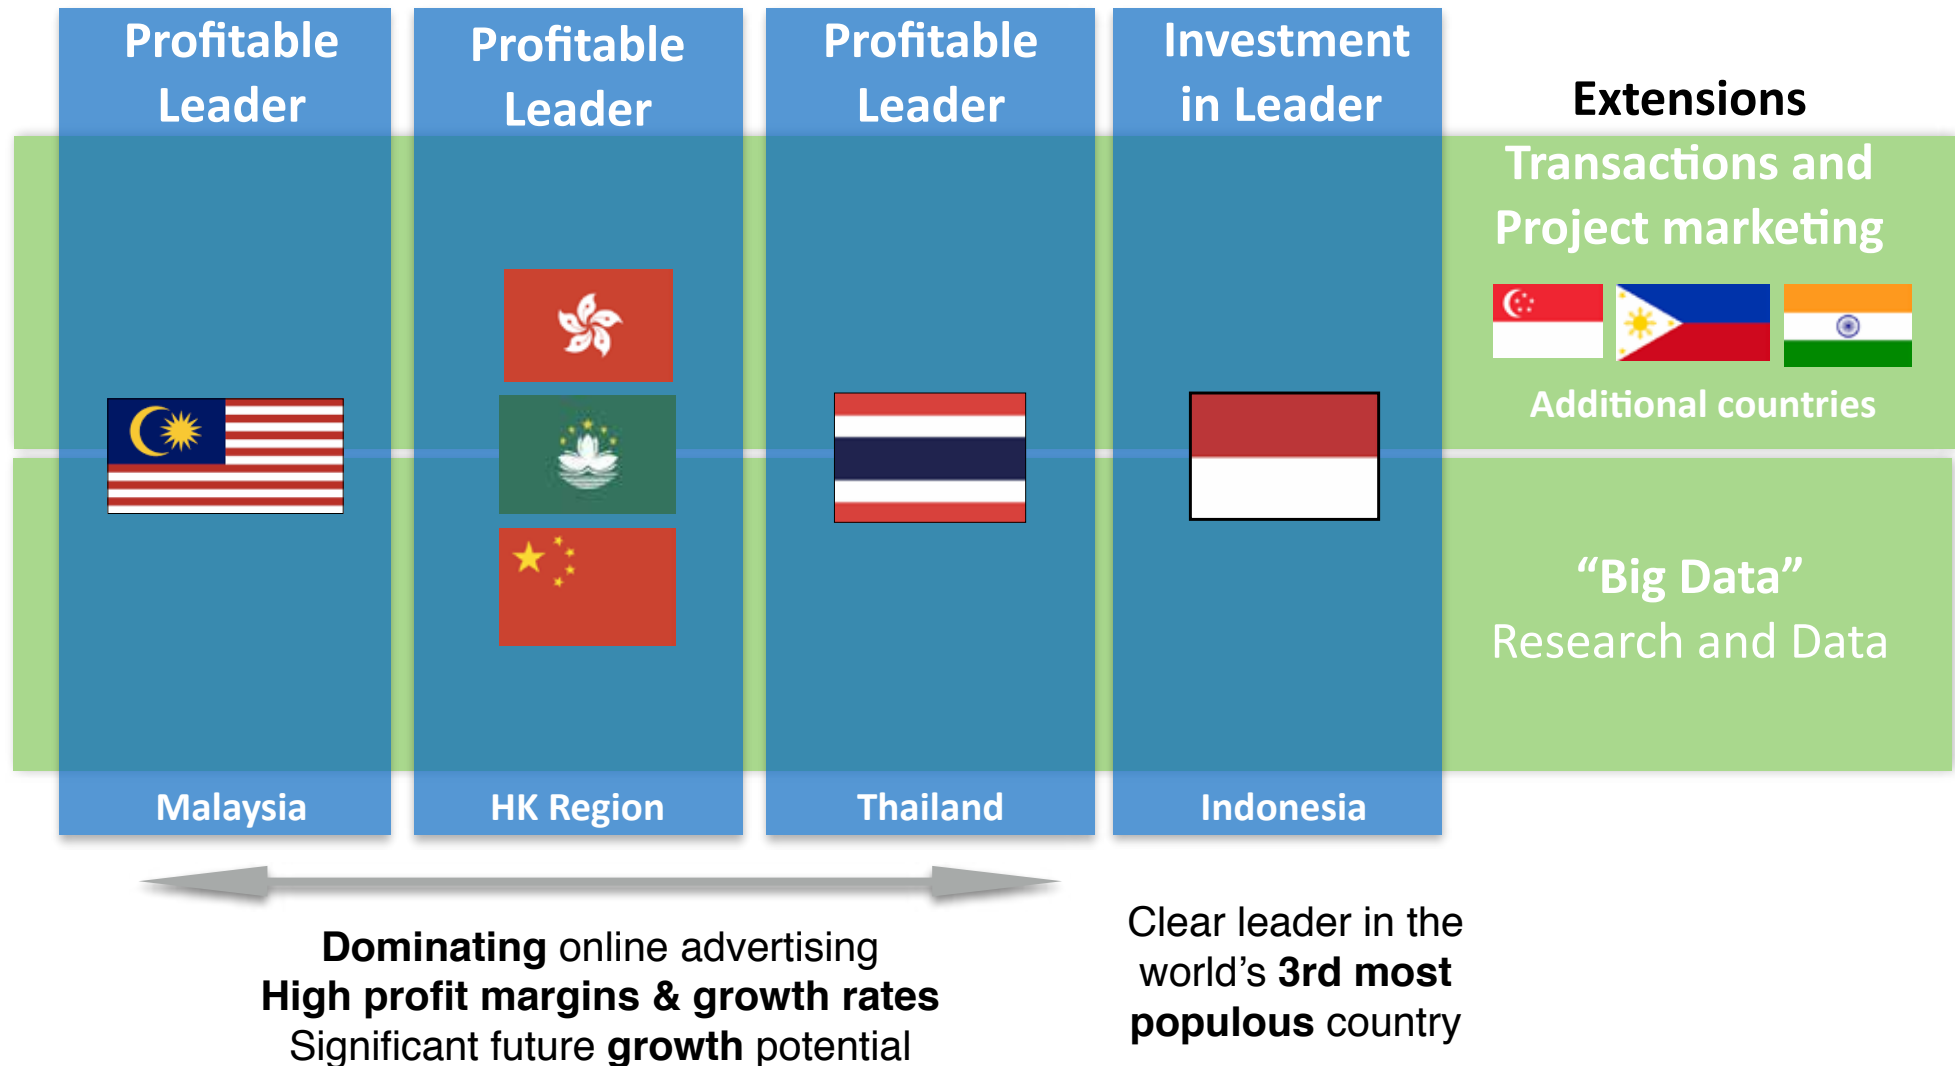 Profitable
Leader
Profitable
Leader
Profitable
Leader
Investment
in Leader
Extensions
Transactions and
Project marketing
Additional countries
“Big Data”
Research and Data
Malaysia
HK Region
Thailand
Indonesia
Dominating online advertising
High profit margins & growth rates
Significant future growth potential
Clear leader in the
world’s 3rd most
populous country